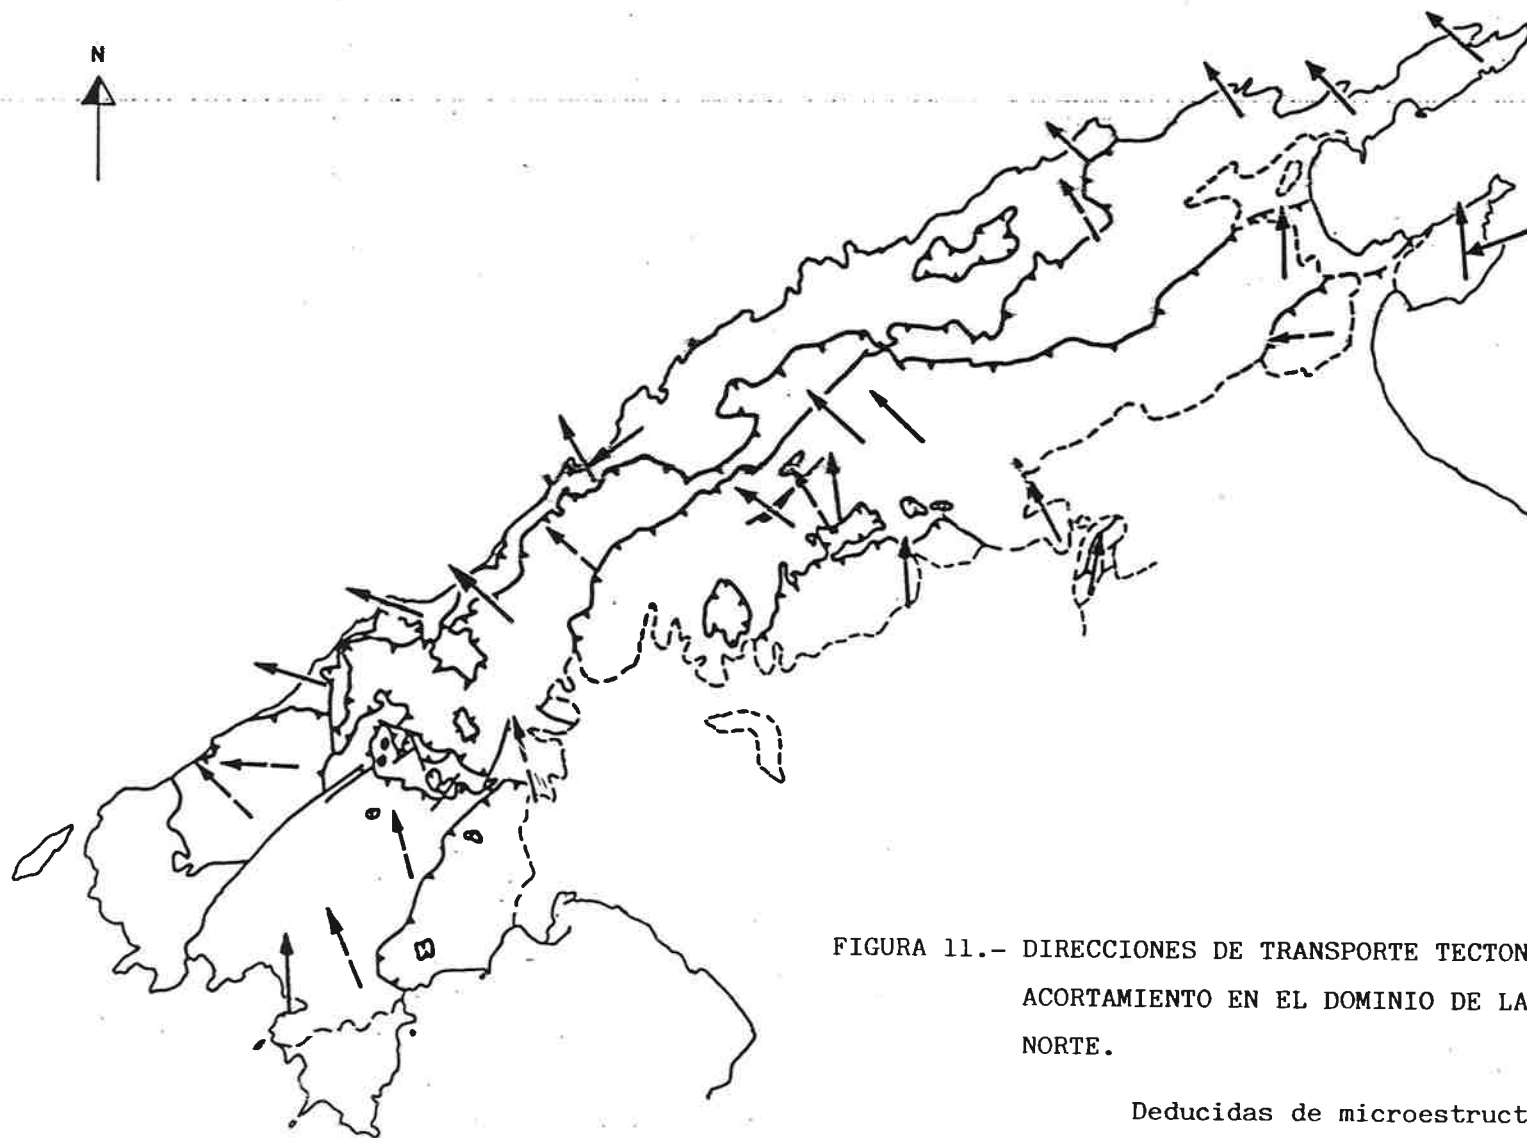 N
FIGURA 11.- DIRECCIONES DE TRANSPORTE TECTON
ACORTAMIENTO EN EL DOMINIO DE LA
NORTE.
Deducidas de microestruct